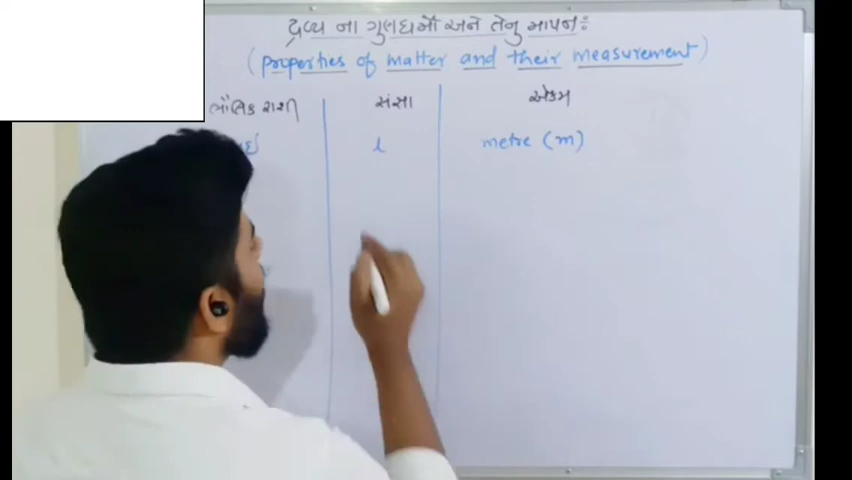 દ્રવ્ય ના ગુણધર્મો અને તેનુ માપન:
(properties of matter and their measurement)
ભૌતિક રાશી સંજ્ઞા એકમ
l metre (m)